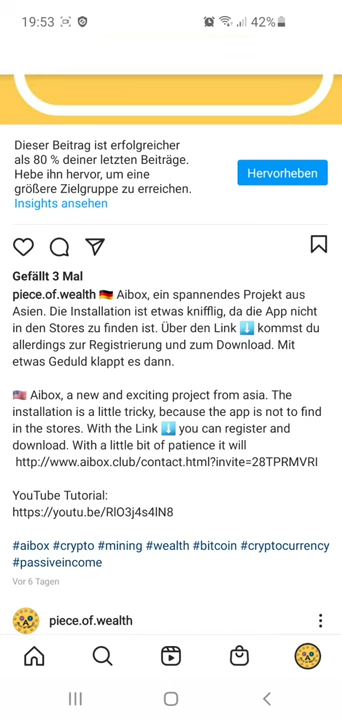 19:53
42%
Dieser Beitrag ist erfolgreicher
als 80 % deiner letzten Beiträge.
Hebe ihn hervor, um eine
größere Zielgruppe zu erreichen.
Insights ansehen
Hervorheben
Gefällt 3 Mal
piece.of.wealth 🇩🇪 Aibox, ein spannendes Projekt aus
Asien. Die Installation ist etwas knifflig, da die App nicht
in den Stores zu finden ist. Über den Link ⬇️ kommst du
allerdings zur Registrierung und zum Download. Mit
etwas Geduld klappt es dann.
🇺🇸 Aibox, a new and exciting project from asia. The
installation is a little tricky, because the app is not to find
in the stores. With the Link ⬇️ you can register and
download. With a little bit of patience it will
http://www.aibox.club/contact.html?invite=28TPRMVRI
YouTube Tutorial:
https://youtu.be/RlO3j4s4lN8
#aibox #crypto #mining #wealth #bitcoin #cryptocurrency
#passiveincome
Vor 6 Tagen
piece.of.wealth